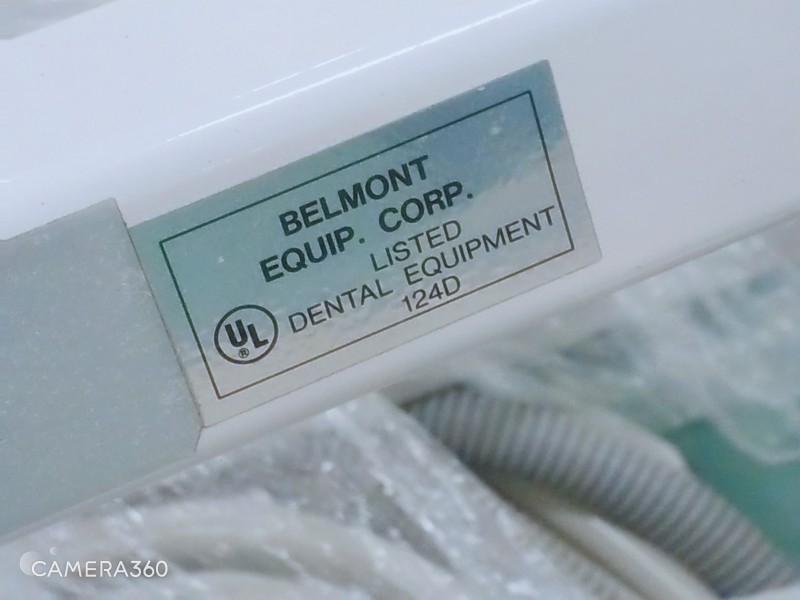 BELMONT
EQUIP. CORP.
LISTED
DENTAL EQUIPMENT
124D
UL
®
CAMERA360